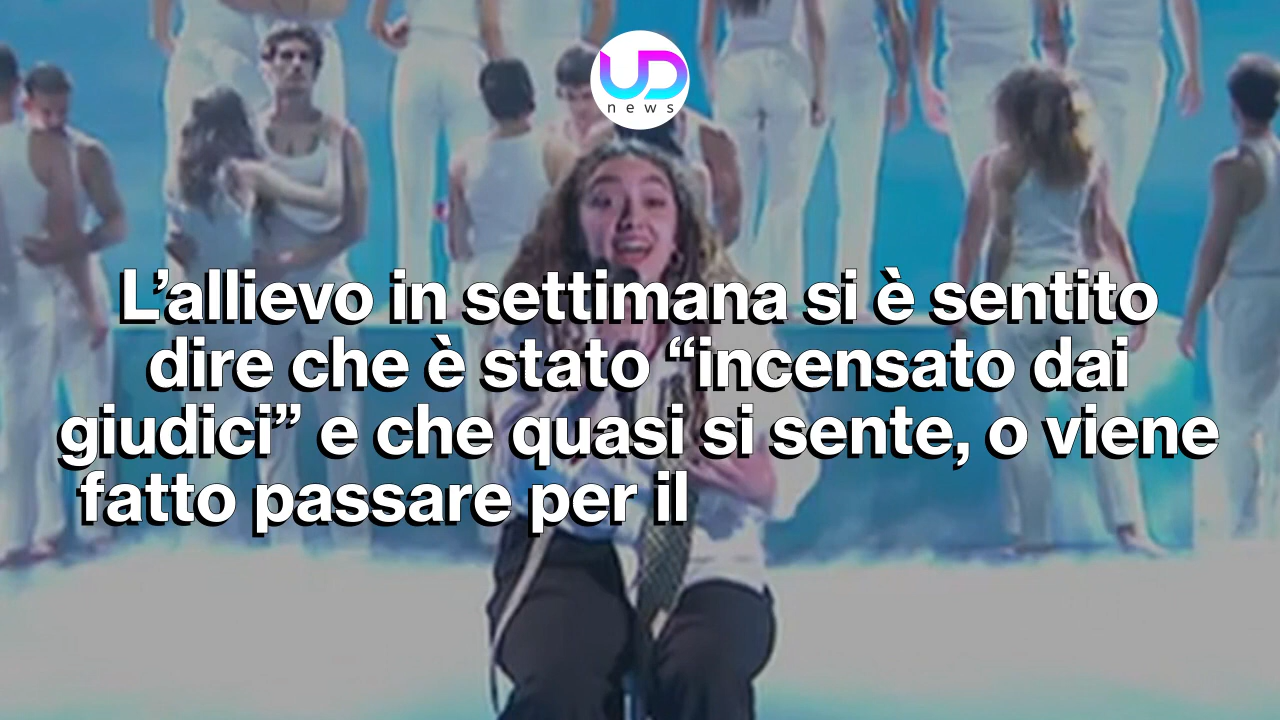 UD
news
L’allievo in settimana si è sentito
dire che è stato “incensato dai
giudici” e che quasi si sente, o viene
fatto passare per il